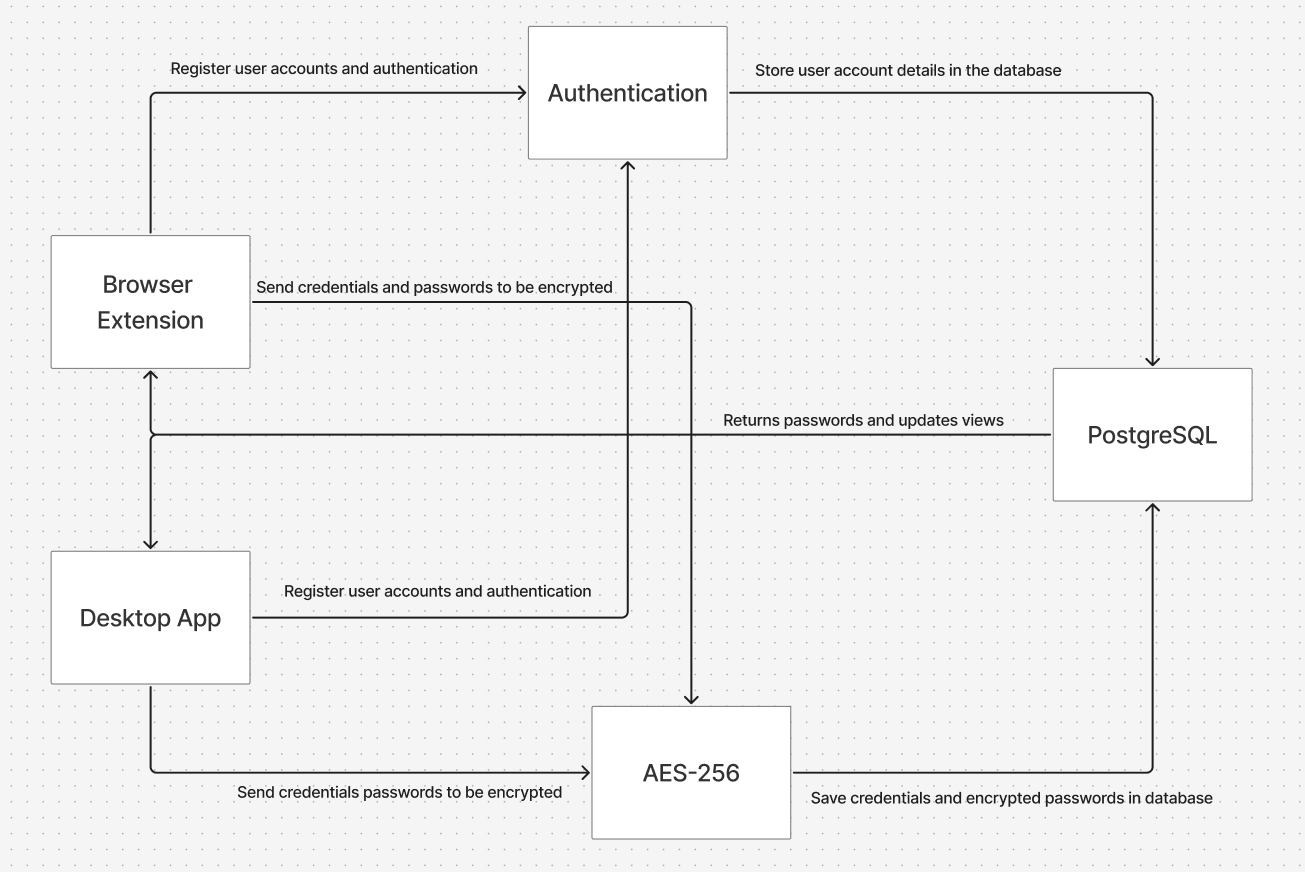 Register user accounts and authentication
Authentication
Store user account details in the database
Browser
Extension
Send credentials and passwords to be encrypted
Returns passwords and updates views
PostgreSQL
Desktop App
Register user accounts and authentication
AES-256
Send credentials passwords to be encrypted
Save credentials and encrypted passwords in database